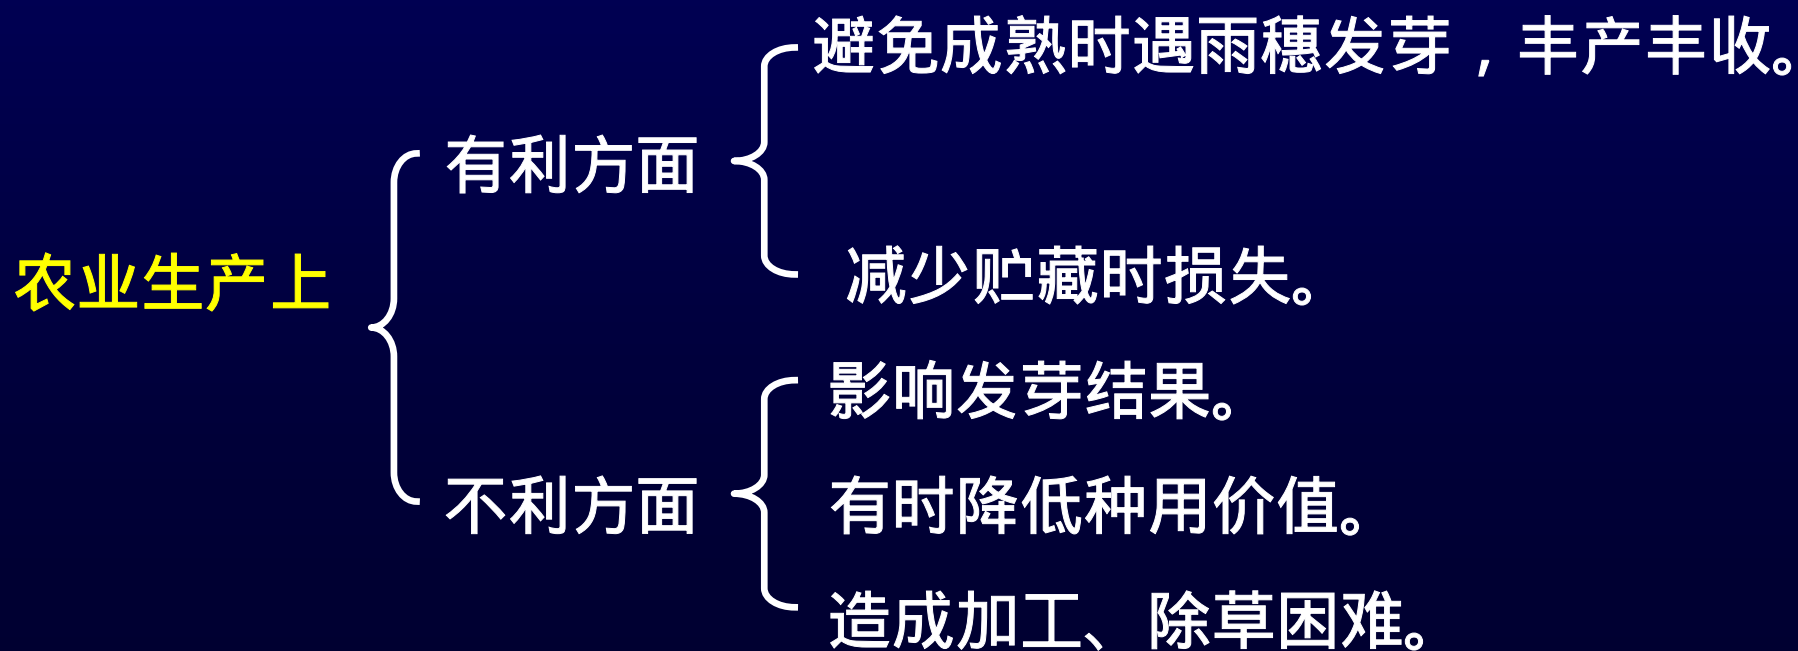 农业生产上
有利方面
避免成熟时遇雨穗发芽，丰产丰收。
减少贮藏时损失。
不利方面
影响发芽结果。
有时降低种用价值。
造成加工、除草困难。